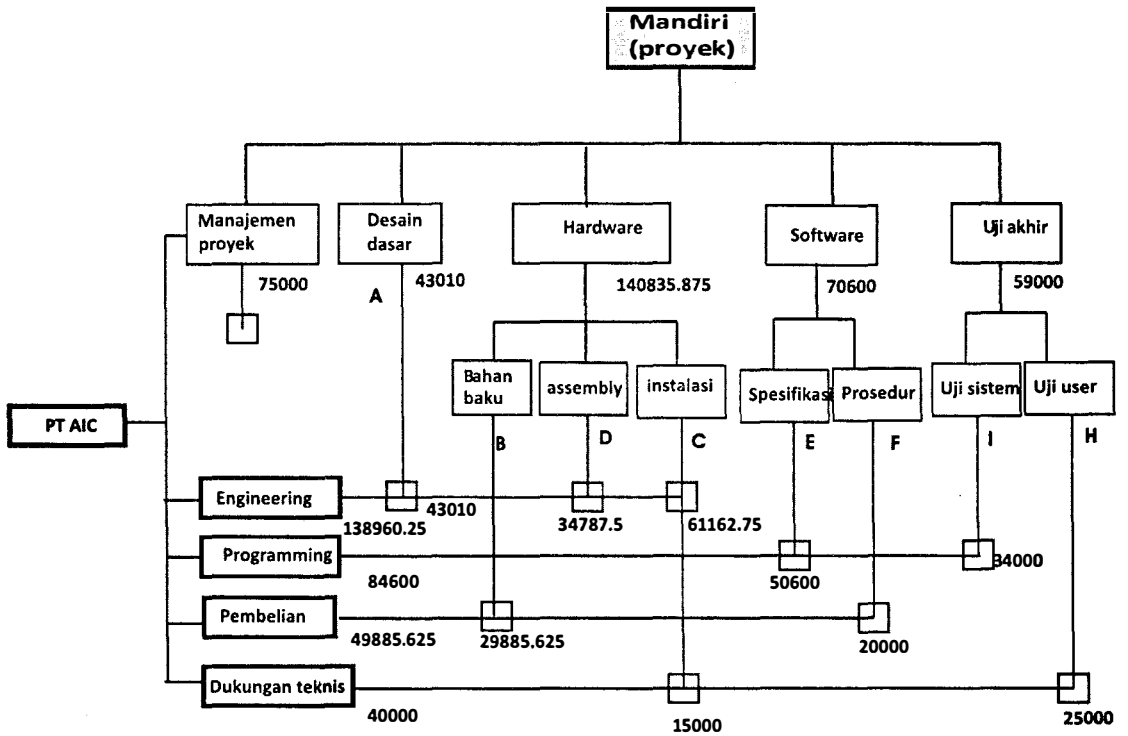 Mandiri
(proyek)
Manajemen
proyek
Desain
dasar
Hardware
Software
Uji akhir
75000
A
43010
140835.875
70600
59000
Bahan
baku
assembly
instalasi
Spesifikasi
Prosedur
Uji sistem
Uji user
PT AIC
B
D
C
E
F
I
H
Engineering
138960.25
43010
34787.5
61162.75
Programming
84600
50600
34000
Pembelian
49885.625
29885.625
20000
Dukungan teknis
40000
15000
25000